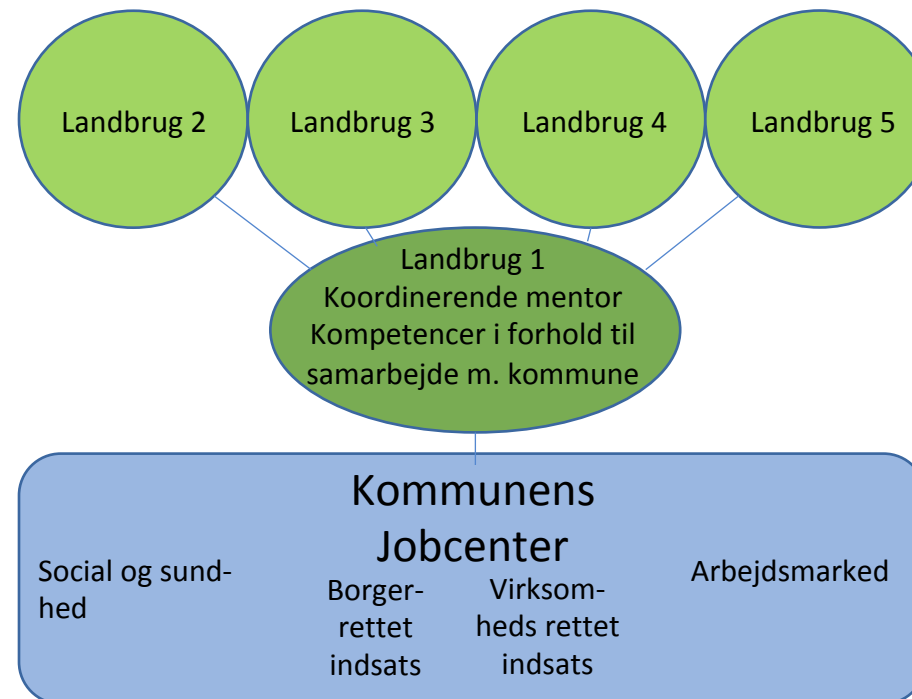 Landbrug 2
Landbrug 3
Landbrug 4
Landbrug 5
Landbrug 1
Koordinerende mentor
Kompetencer i forhold til
samarbejde m. kommune
Kommunens
Jobcenter
Social og sund-
hed
Borger-
rettet
indsats
Virksom-
heds rettet
indsats
Arbejdsmarked